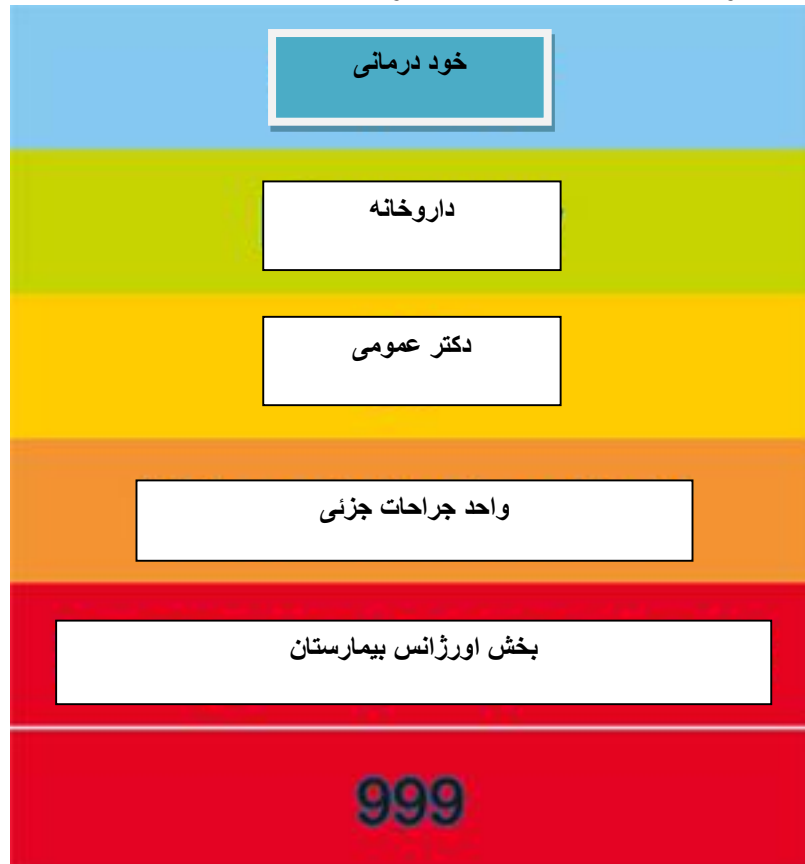 خود درمانی
داروخانه
دکتر عمومی
واحد جراحات جزئی
بخش اورژانس بیمارستان
999